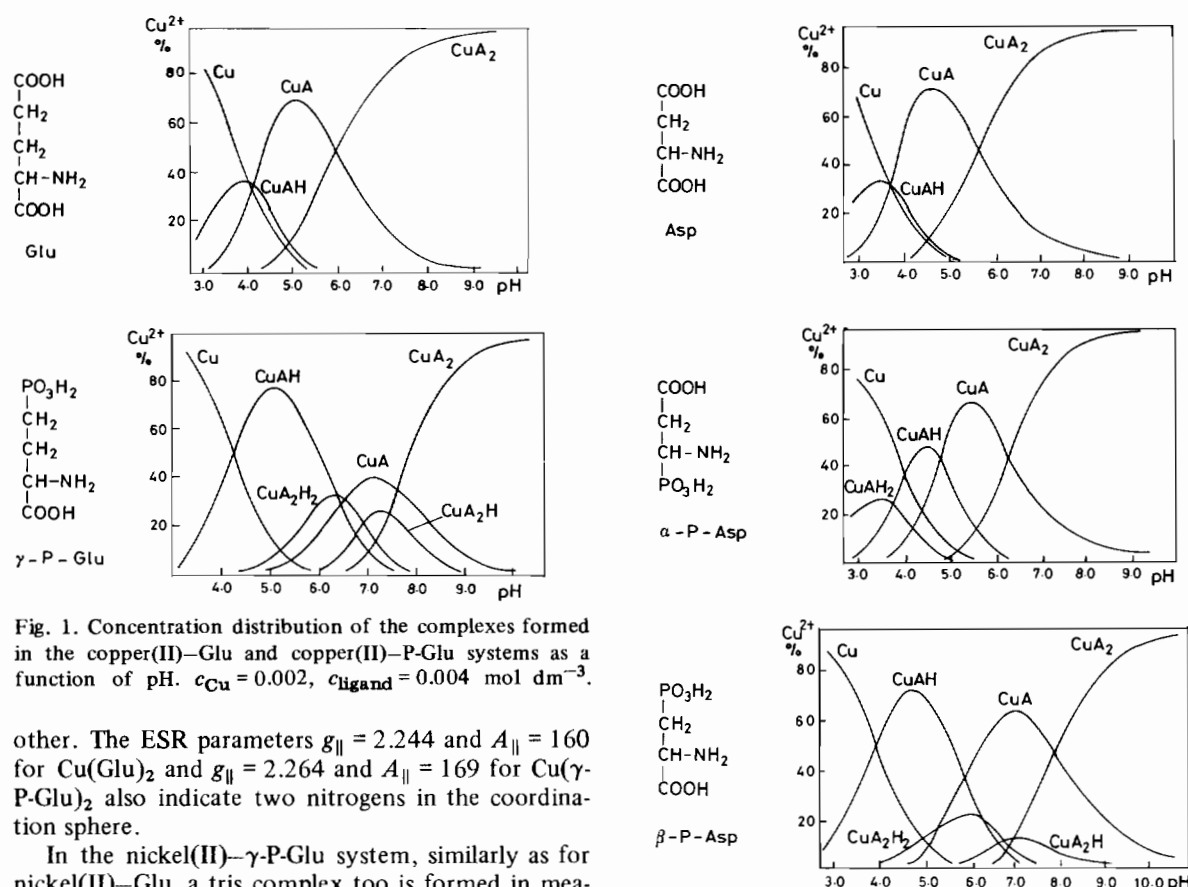 Cu2+
%
80
60
40
20
Cu
CuA
CuAH
CuA2
3.0 4.0 5.0 6.0 7.0 8.0 9.0 pH
COOH
CH2
CH2
CH-NH2
COOH
Glu
Cu2+
%
80
60
40
20
Cu
CuAH
CuA2
CuA
CuA2H2
CuA2H
4.0 5.0 6.0 7.0 8.0 9.0 pH
PO3H2
CH2
CH2
CH-NH2
COOH
γ-P-Glu
Fig. 1. Concentration distribution of the complexes formed
in the copper(II)–Glu and copper(II)–P-Glu systems as a
function of pH. cCu = 0.002, cligand = 0.004 mol dm−3.
other. The ESR parameters g∥ = 2.244 and A∥ = 160
for Cu(Glu)2 and g∥ = 2.264 and A∥ = 169 for Cu(γ-
P-Glu)2 also indicate two nitrogens in the coordina-
tion sphere.
In the nickel(II)–γ-P-Glu system, similarly as for
nickel(II)–Glu, a tris complex too is formed in mea-
Cu2+
%
80
60
40
20
Cu
CuA
CuAH
CuA2
3.0 4.0 5.0 6.0 7.0 8.0 9.0 pH
COOH
CH2
CH-NH2
COOH
Asp
Cu2+
%
80
60
40
20
Cu
CuAH
CuAH2
CuA
CuA2
3.0 4.0 5.0 6.0 7.0 8.0 9.0 pH
COOH
CH2
CH-NH2
PO3H2
α-P-Asp
Cu2+
%
80
60
40
20
Cu
CuAH
CuA
CuA2
CuA2H2
CuA2H
3.0 4.0 5.0 6.0 7.0 8.0 9.0 10.0 pH
PO3H2
CH2
CH-NH2
COOH
β-P-Asp